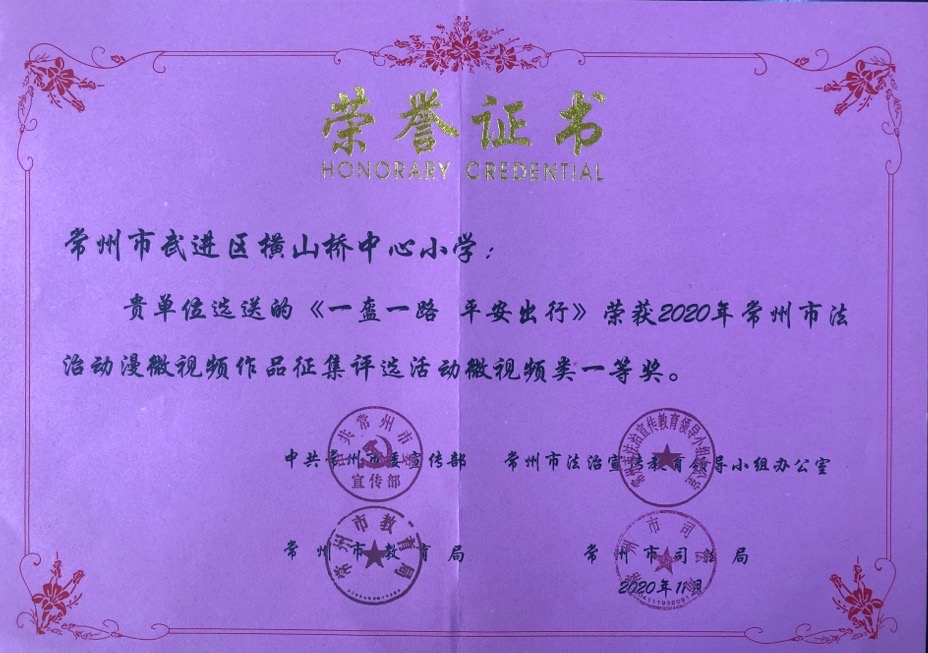 荣誉证书
HONORARY CREDENTIAL
常州市武进区横山桥中心小学：
贵单位选送的《一盔一路 平安出行》荣获2020年常州市法
治动漫微视频作品征集评选活动微视频类一等奖。
中共常州市委宣传部 常州市法治宣传教育领导小组办公室
宣传部
常州市教育局 常州市司法局
2020年11月